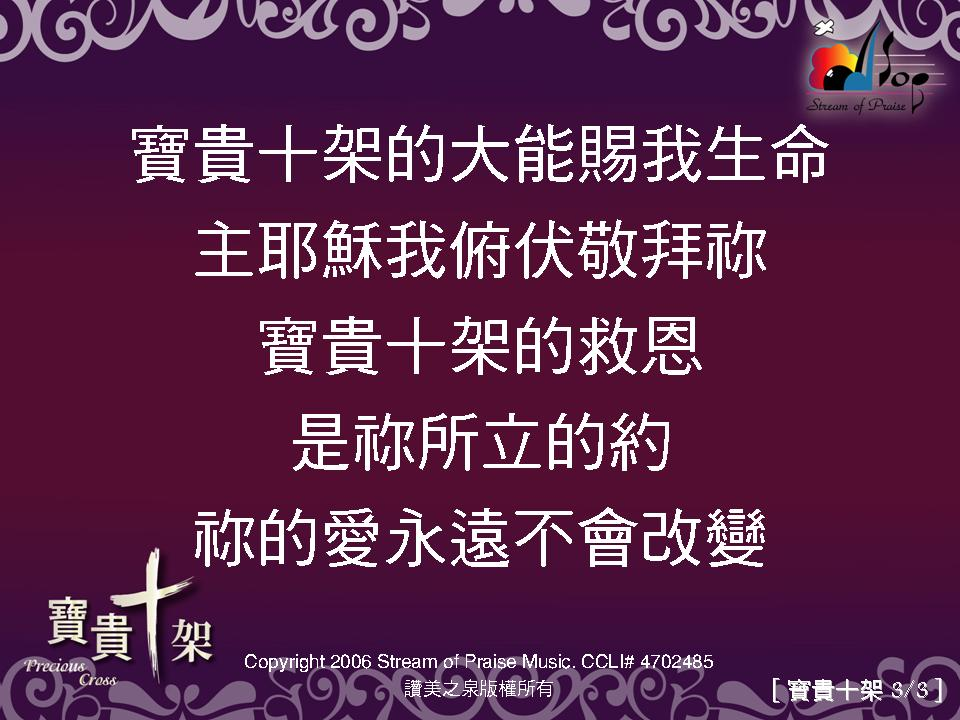 Stream of Praise
寶貴十架的大能賜我生命
主耶穌我俯伏敬拜祢
寶貴十架的救恩
是祢所立的約
祢的愛永遠不會改變
寶貴十架
Precious
Cross
Copyright 2006 Stream of Praise Music. CCLI# 4702485
讚美之泉版權所有
[ 寶貴十架 3/3 ]